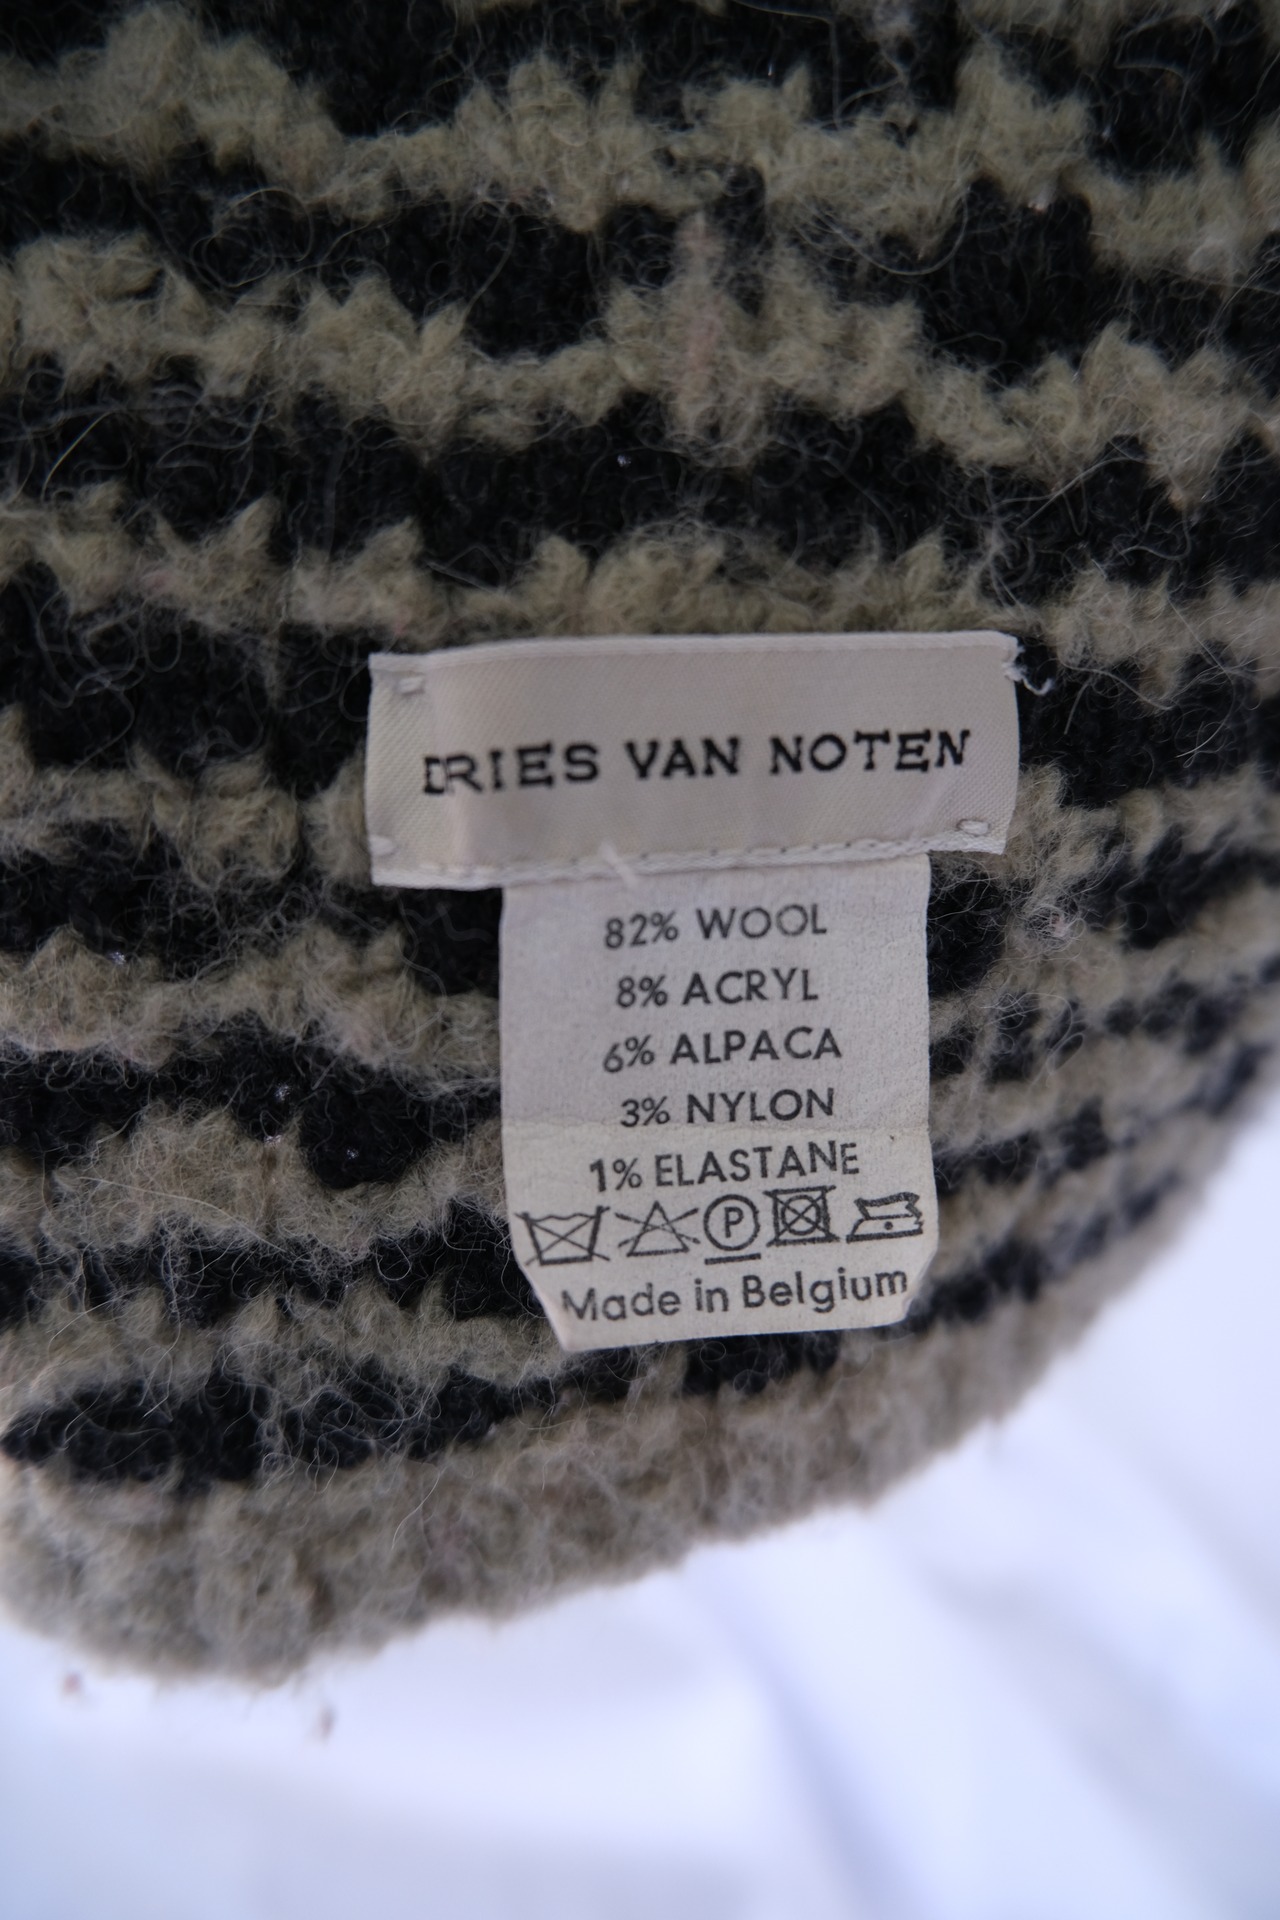 DRIES VAN NOTEN
82% WOOL
8% ACRYL
6% ALPACA
3% NYLON
1% ELASTANE
P
Made in Belgium